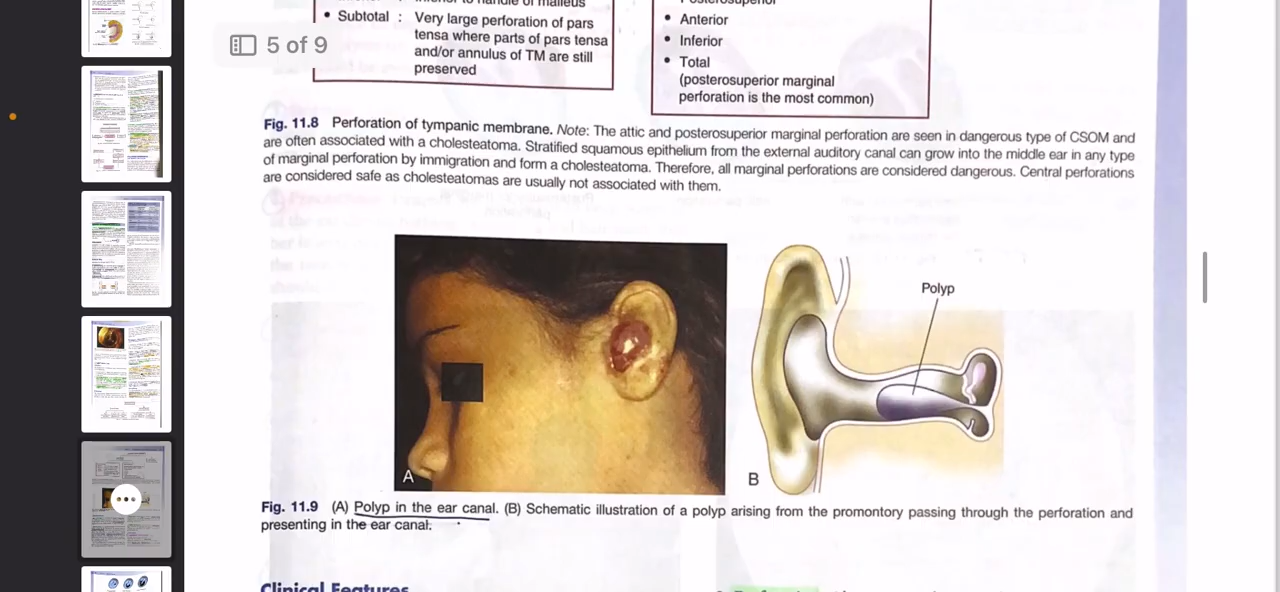 • Subtotal : Very large perforation of pars
tensa where parts of pars tensa
and/or annulus of TM are still
preserved
5 of 9
• Anterior
• Inferior
• Total
(posterosuperior marginal
perforation is the most common)
Fig. 11.8 Perforation of tympanic membrane. Note: The attic and posterosuperior marginal perforation are seen in dangerous type of CSOM and
are often associated with a cholesteatoma. Stratified squamous epithelium from the external auditory canal can grow into the middle ear in any type
of marginal perforation by immigration and form a cholesteatoma. Therefore, all marginal perforations are considered dangerous. Central perforations
are considered safe as cholesteatomas are usually not associated with them.
Polyp
A
B
Fig. 11.9 (A) Polyp in the ear canal. (B) Schematic illustration of a polyp arising from the promontory passing through the perforation and
presenting in the ear canal.
Clinical Features